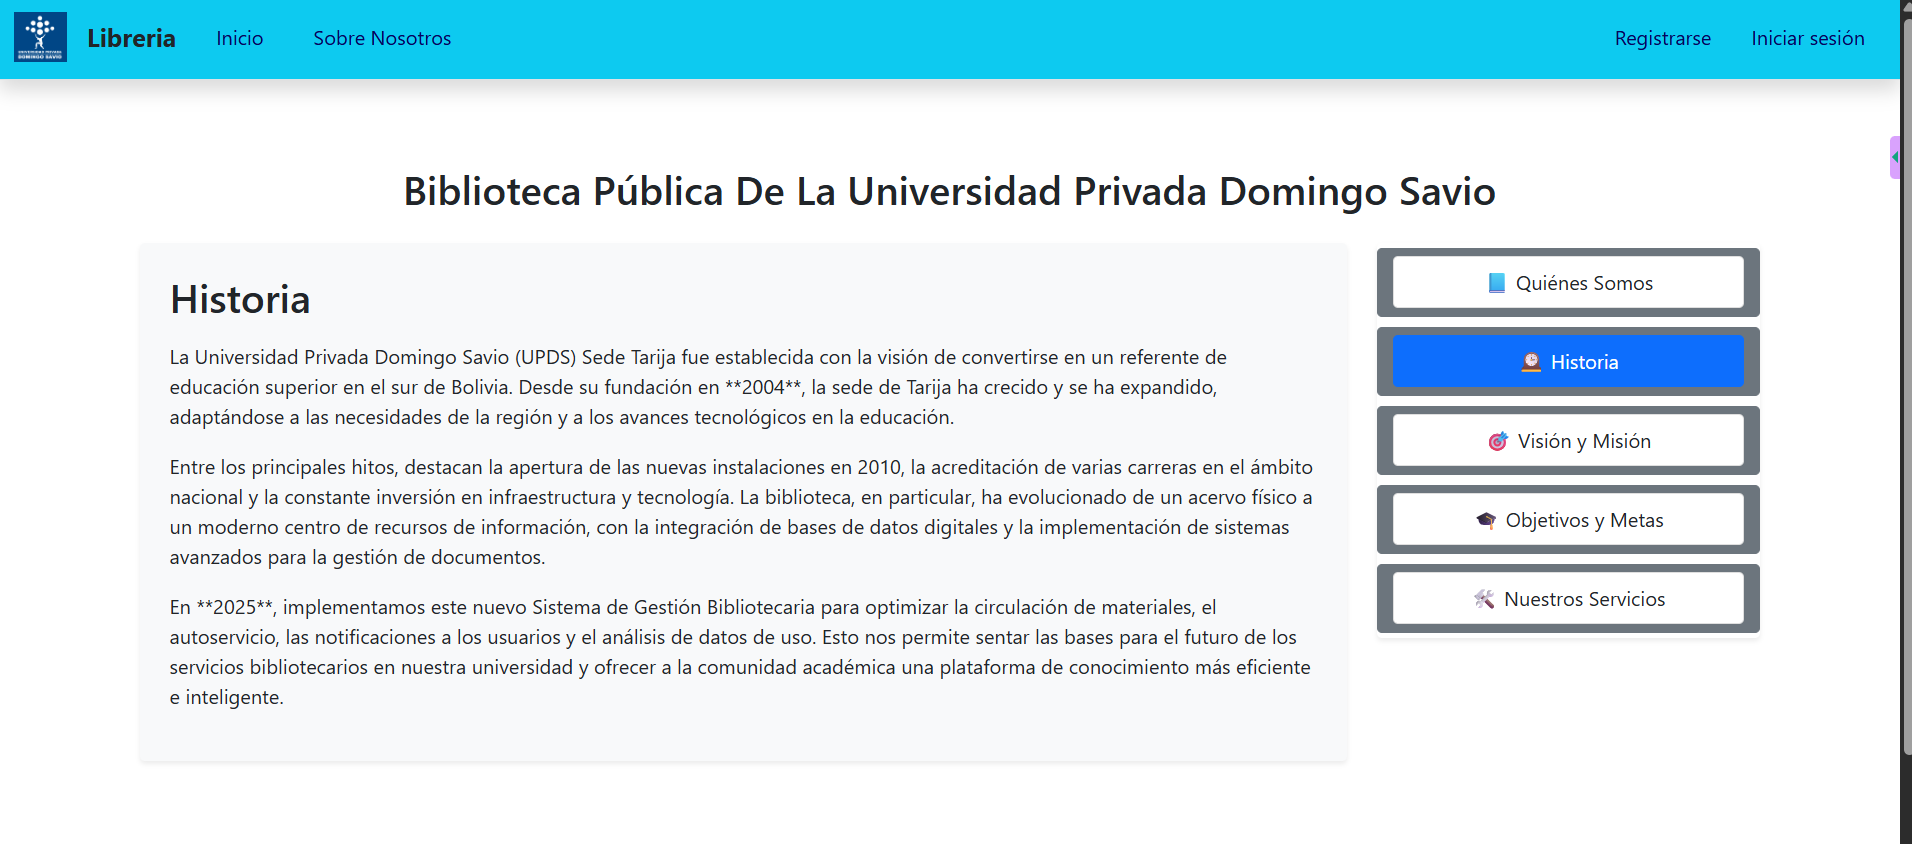 UNIVERSIDAD PRIVADA
DOMINGO SAVIO
Libreria
Inicio
Sobre Nosotros
Registrarse
Iniciar sesión
Biblioteca Pública De La Universidad Privada Domingo Savio
Historia
La Universidad Privada Domingo Savio (UPDS) Sede Tarija fue establecida con la visión de convertirse en un referente de
educación superior en el sur de Bolivia. Desde su fundación en **2004**, la sede de Tarija ha crecido y se ha expandido,
adaptándose a las necesidades de la región y a los avances tecnológicos en la educación.
Entre los principales hitos, destacan la apertura de las nuevas instalaciones en 2010, la acreditación de varias carreras en el ámbito
nacional y la constante inversión en infraestructura y tecnología. La biblioteca, en particular, ha evolucionado de un acervo físico a
un moderno centro de recursos de información, con la integración de bases de datos digitales y la implementación de sistemas
avanzados para la gestión de documentos.
En **2025**, implementamos este nuevo Sistema de Gestión Bibliotecaria para optimizar la circulación de materiales, el
autoservicio, las notificaciones a los usuarios y el análisis de datos de uso. Esto nos permite sentar las bases para el futuro de los
servicios bibliotecarios en nuestra universidad y ofrecer a la comunidad académica una plataforma de conocimiento más eficiente
e inteligente.
Quiénes Somos
Historia
Visión y Misión
Objetivos y Metas
Nuestros Servicios